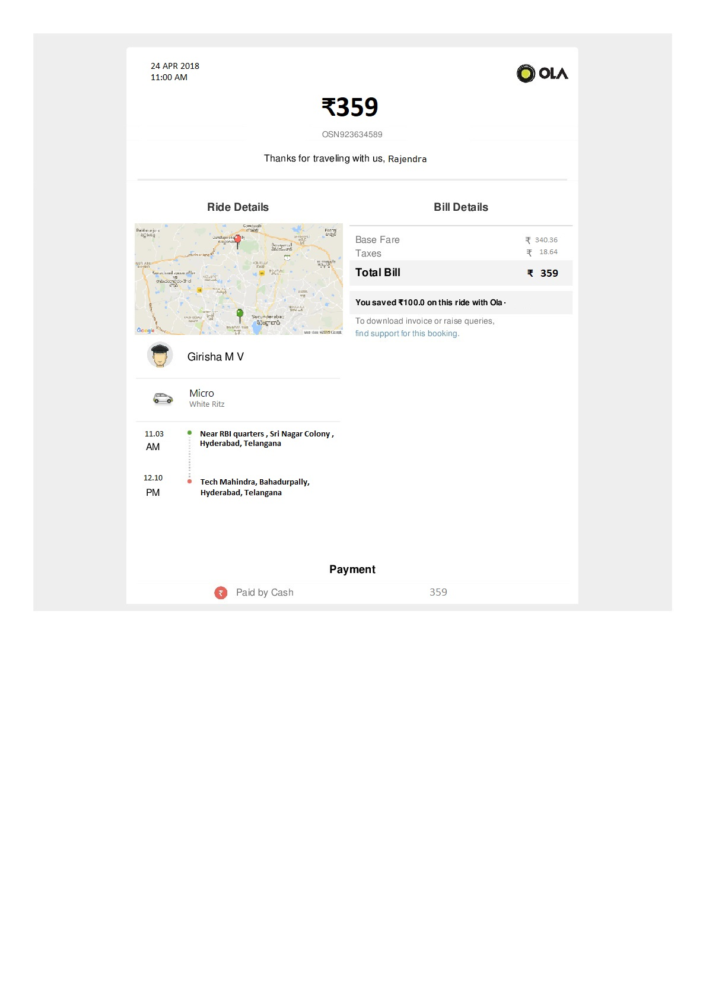 24 APR 2018
11:00 AM
OLA
₹359
OSN923634589
Thanks for traveling with us, Rajendra
Ride Details
Secunderabad
Google
Girisha M V
Micro
White Ritz
11.03
AM
Near RBI quarters , Sri Nagar Colony ,
Hyderabad, Telangana
12.10
PM
Tech Mahindra, Bahadurpally,
Hyderabad, Telangana
Bill Details
Base Fare ₹ 340.36
Taxes ₹ 18.64
Total Bill ₹ 359
You saved ₹100.0 on this ride with Ola ·
To download invoice or raise queries,
find support for this booking.
Payment
₹ Paid by Cash 359